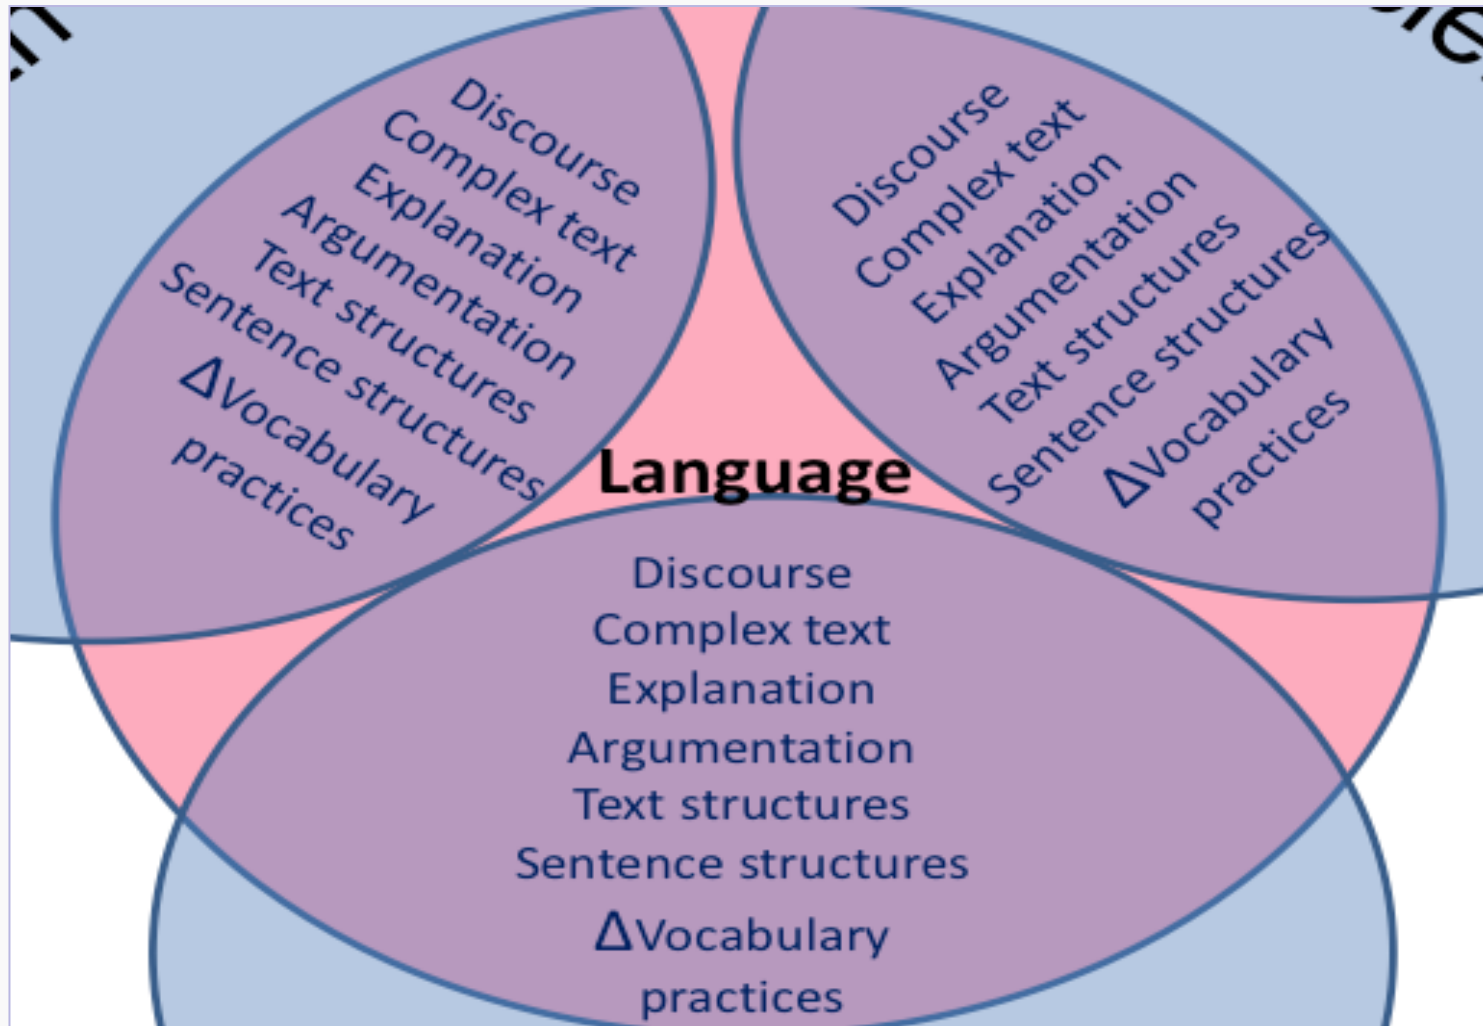 Discourse
Complex text
Explanation
Argumentation
Text structures
Sentence structures
ΔVocabulary
practices
Discourse
Complex text
Explanation
Argumentation
Text structures
Sentence structures
ΔVocabulary
practices
Language
Discourse
Complex text
Explanation
Argumentation
Text structures
Sentence structures
ΔVocabulary
practices